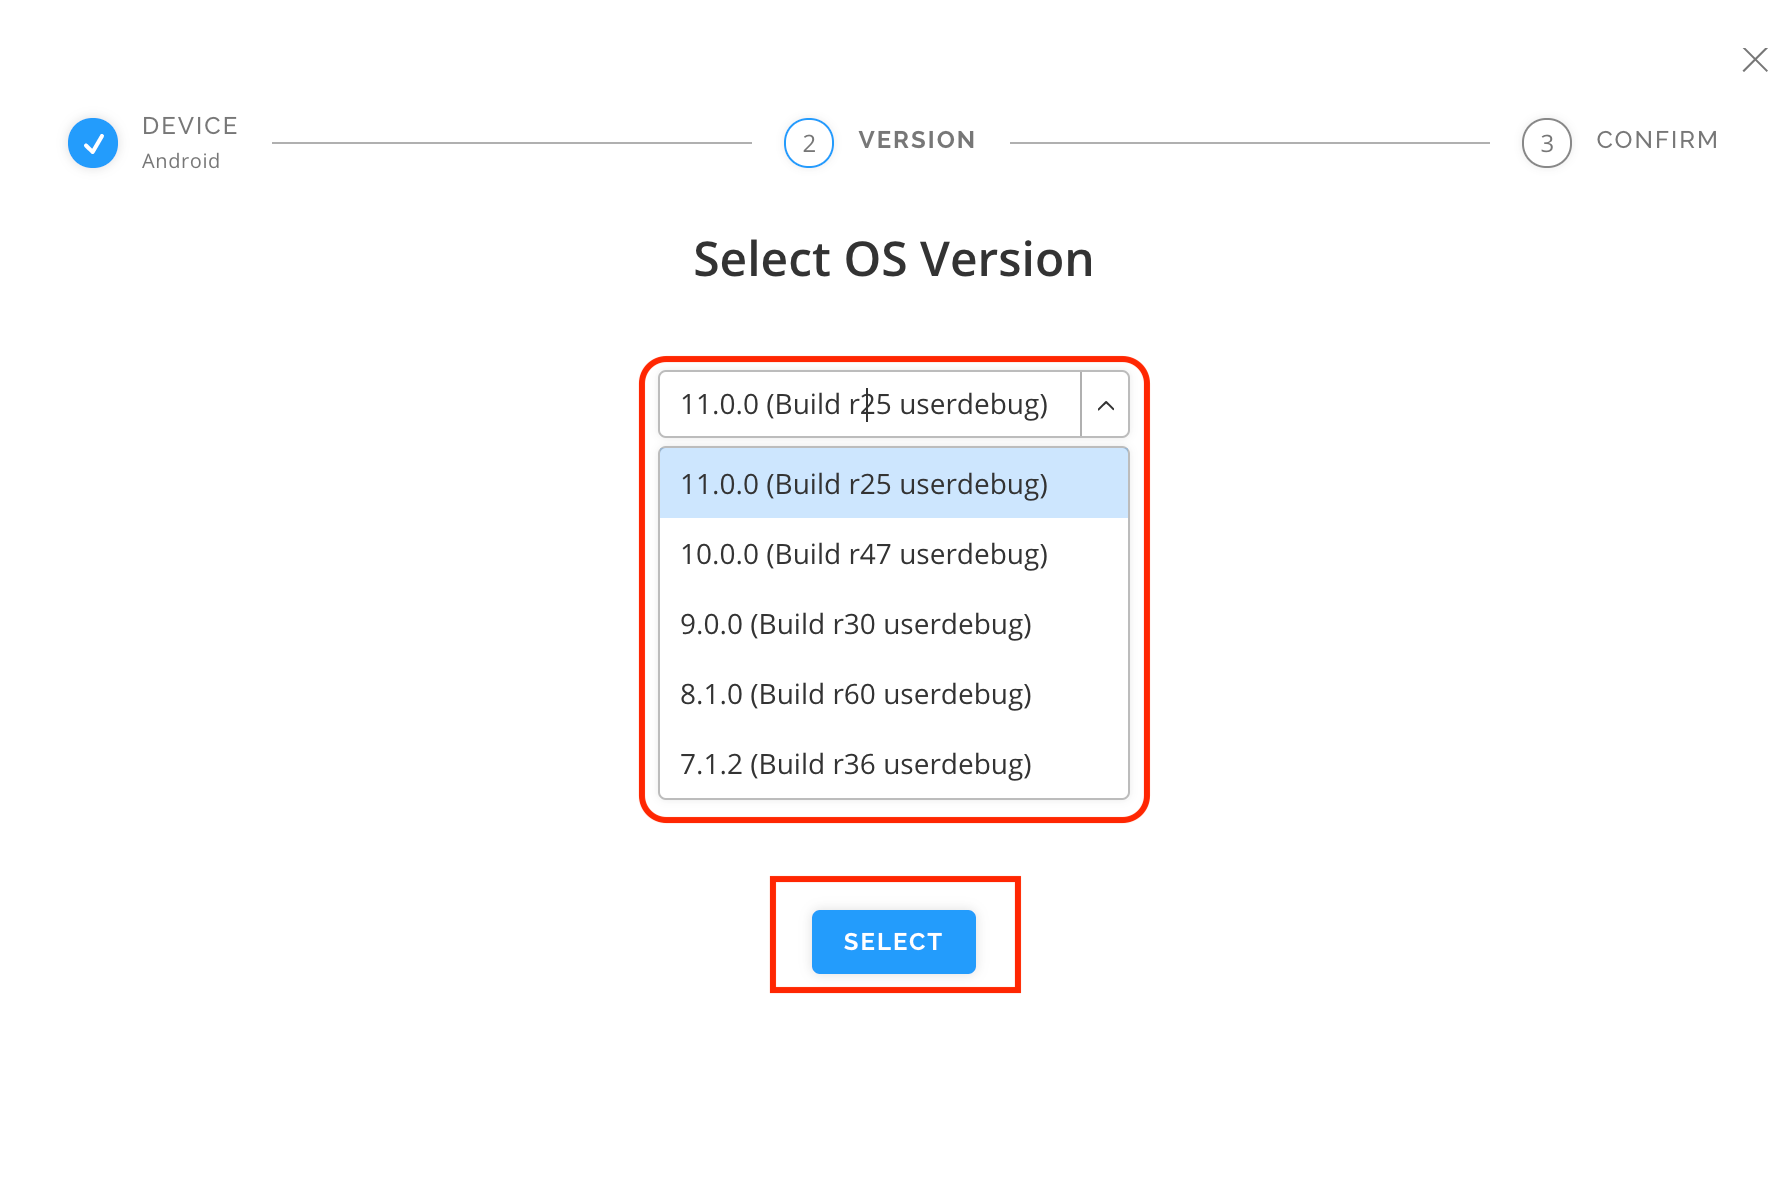 DEVICE
Android
2 VERSION
3 CONFIRM
Select OS Version
11.0.0 (Build r25 userdebug)
11.0.0 (Build r25 userdebug)
10.0.0 (Build r47 userdebug)
9.0.0 (Build r30 userdebug)
8.1.0 (Build r60 userdebug)
7.1.2 (Build r36 userdebug)
SELECT